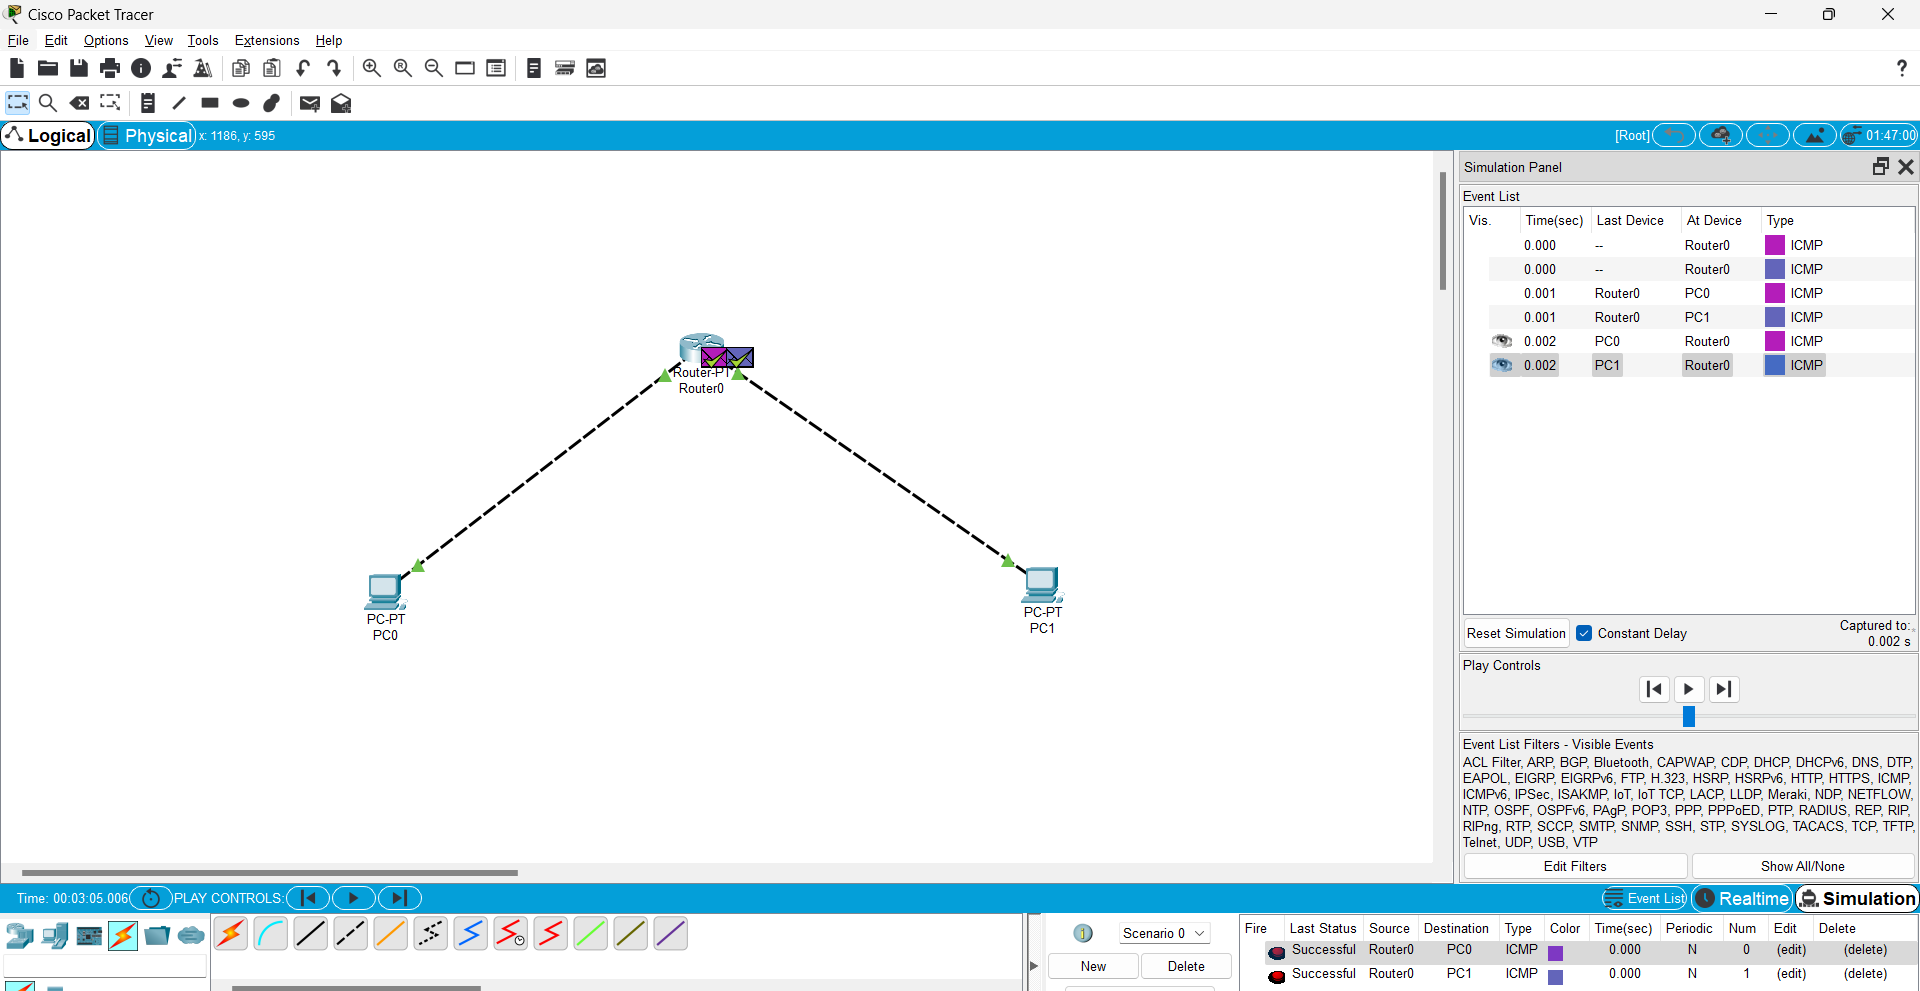 Cisco Packet Tracer
File Edit Options View Tools Extensions Help
?
Logical Physical x: 1186, y: 595 [Root] 01:47:00
Simulation Panel
Event List
Vis. Time(sec) Last Device At Device Type
0.000 -- Router0 ICMP
0.000 -- Router0 ICMP
0.001 Router0 PC0 ICMP
0.001 Router0 PC1 ICMP
0.002 PC0 Router0 ICMP
0.002 PC1 Router0 ICMP
Router-PT
Router0
PC-PT
PC0
PC-PT
PC1
Reset Simulation Constant Delay Captured to:
0.002 s
Play Controls
Event List Filters - Visible Events
ACL Filter, ARP, BGP, Bluetooth, CAPWAP, CDP, DHCP, DHCPv6, DNS, DTP,
EAPOL, EIGRP, EIGRPv6, FTP, H.323, HSRP, HSRPv6, HTTP, HTTPS, ICMP,
ICMPv6, IPSec, ISAKMP, IoT, IoT TCP, LACP, LLDP, Meraki, NDP, NETFLOW,
NTP, OSPF, OSPFv6, PAgP, POP3, PPP, PPPoED, PTP, RADIUS, REP, RIP,
RIPng, RTP, SCCP, SMTP, SNMP, SSH, STP, SYSLOG, TACACS, TCP, TFTP,
Telnet, UDP, USB, VTP
Edit Filters Show All/None
Time: 00:03:05.006 PLAY CONTROLS: Event List Realtime Simulation
1 Scenario 0
New Delete
Fire Last Status Source Destination Type Color Time(sec) Periodic Num Edit Delete
Successful Router0 PC0 ICMP 0.000 N 0 (edit) (delete)
Successful Router0 PC1 ICMP 0.000 N 1 (edit) (delete)